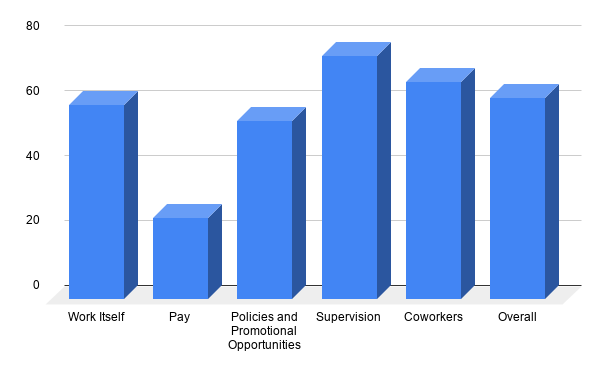 80
60
40
20
0
Work Itself
Pay
Policies and
Promotional
Opportunities
Supervision
Coworkers
Overall